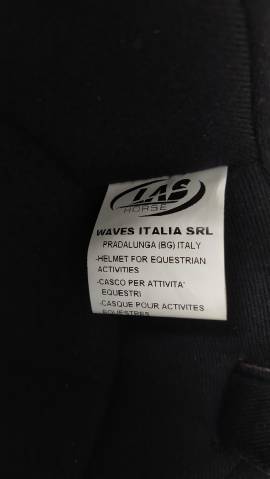 LAS
HORSE
WAVES ITALIA SRL
PRADALUNGA (BG) ITALY
-HELMET FOR EQUESTRIAN
ACTIVITIES
-CASCO PER ATTIVITA'
EQUESTRI
-CASQUE POUR ACTIVITES
EQUESTRES